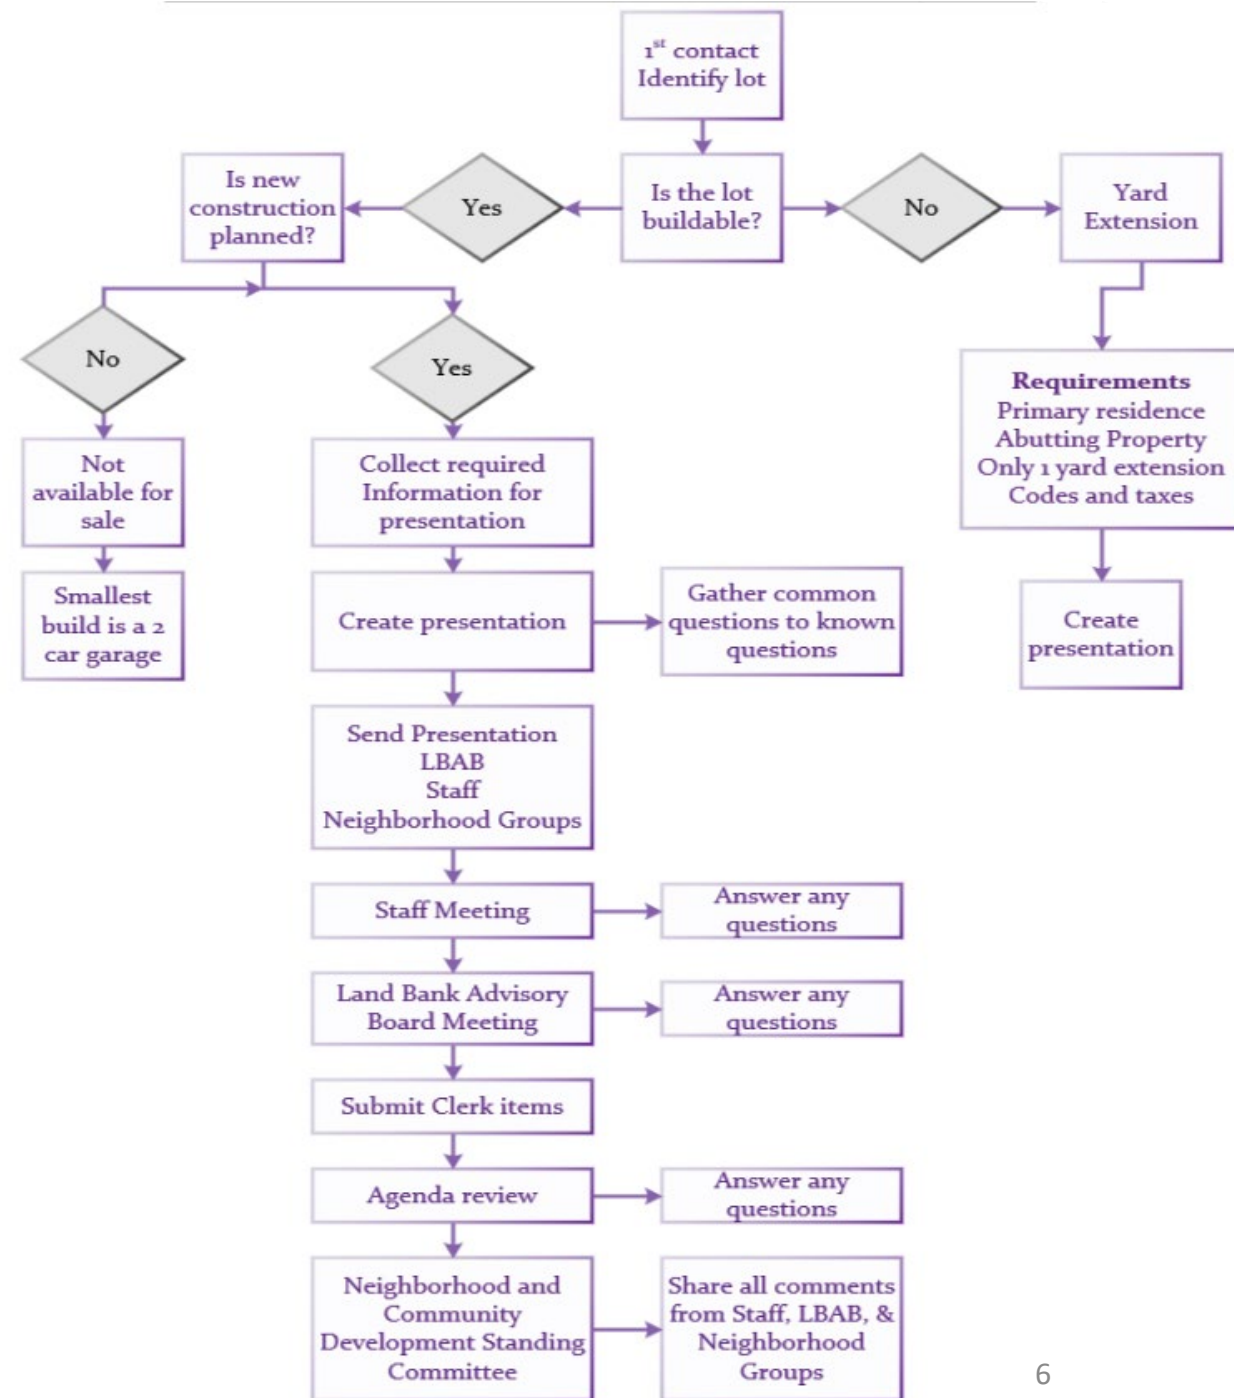 1st contact
Identify lot
Is new
construction
planned?
Yes
Is the lot
buildable?
No
Yard
Extension
No
Yes
Requirements
Primary residence
Abutting Property
Only 1 yard extension
Codes and taxes
Not
available for
sale
Collect required
Information for
presentation
Smallest
build is a 2
car garage
Create presentation
Gather common
questions to known
questions
Create
presentation
Send Presentation
LBAB
Staff
Neighborhood Groups
Staff Meeting
Answer any
questions
Land Bank Advisory
Board Meeting
Answer any
questions
Submit Clerk items
Agenda review
Answer any
questions
Neighborhood and
Community
Development Standing
Committee
Share all comments
from Staff, LBAB, &
Neighborhood
Groups
6